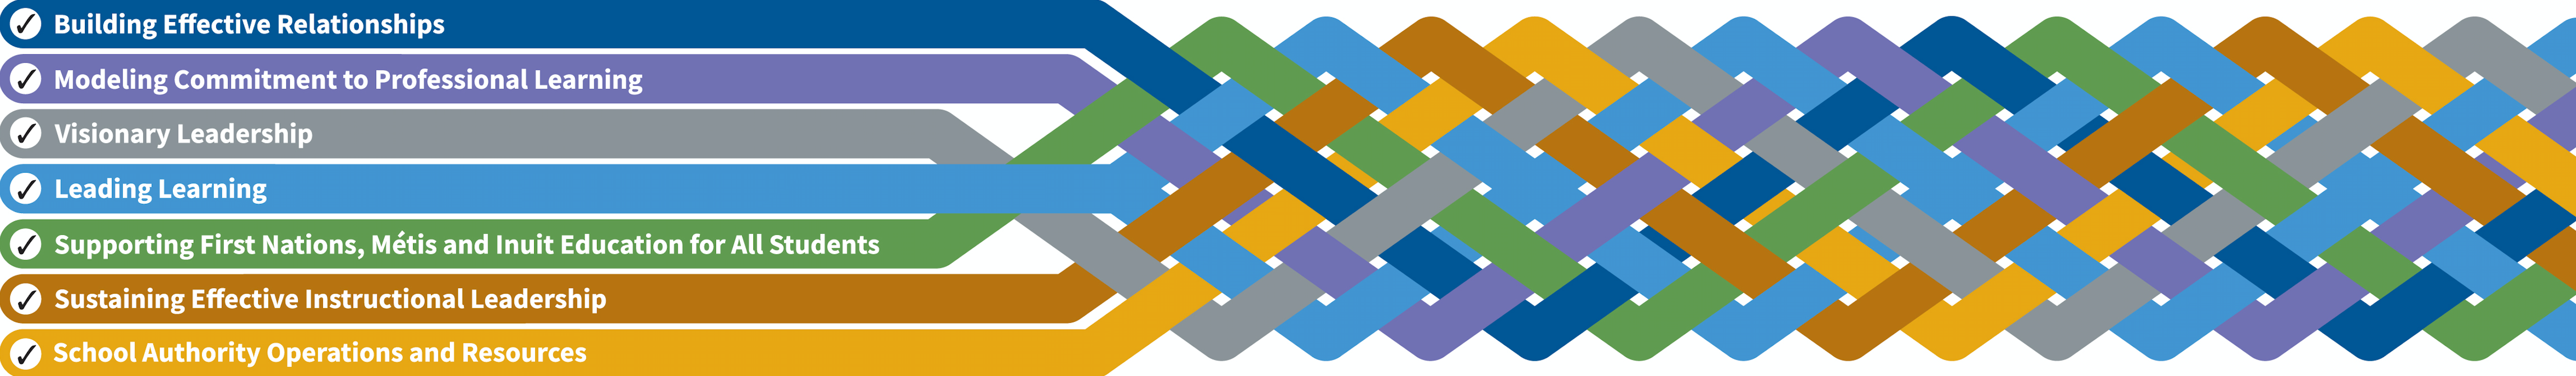 ✓ Building Effective Relationships
✓ Modeling Commitment to Professional Learning
✓ Visionary Leadership
✓ Leading Learning
✓ Supporting First Nations, Métis and Inuit Education for All Students
✓ Sustaining Effective Instructional Leadership
✓ School Authority Operations and Resources